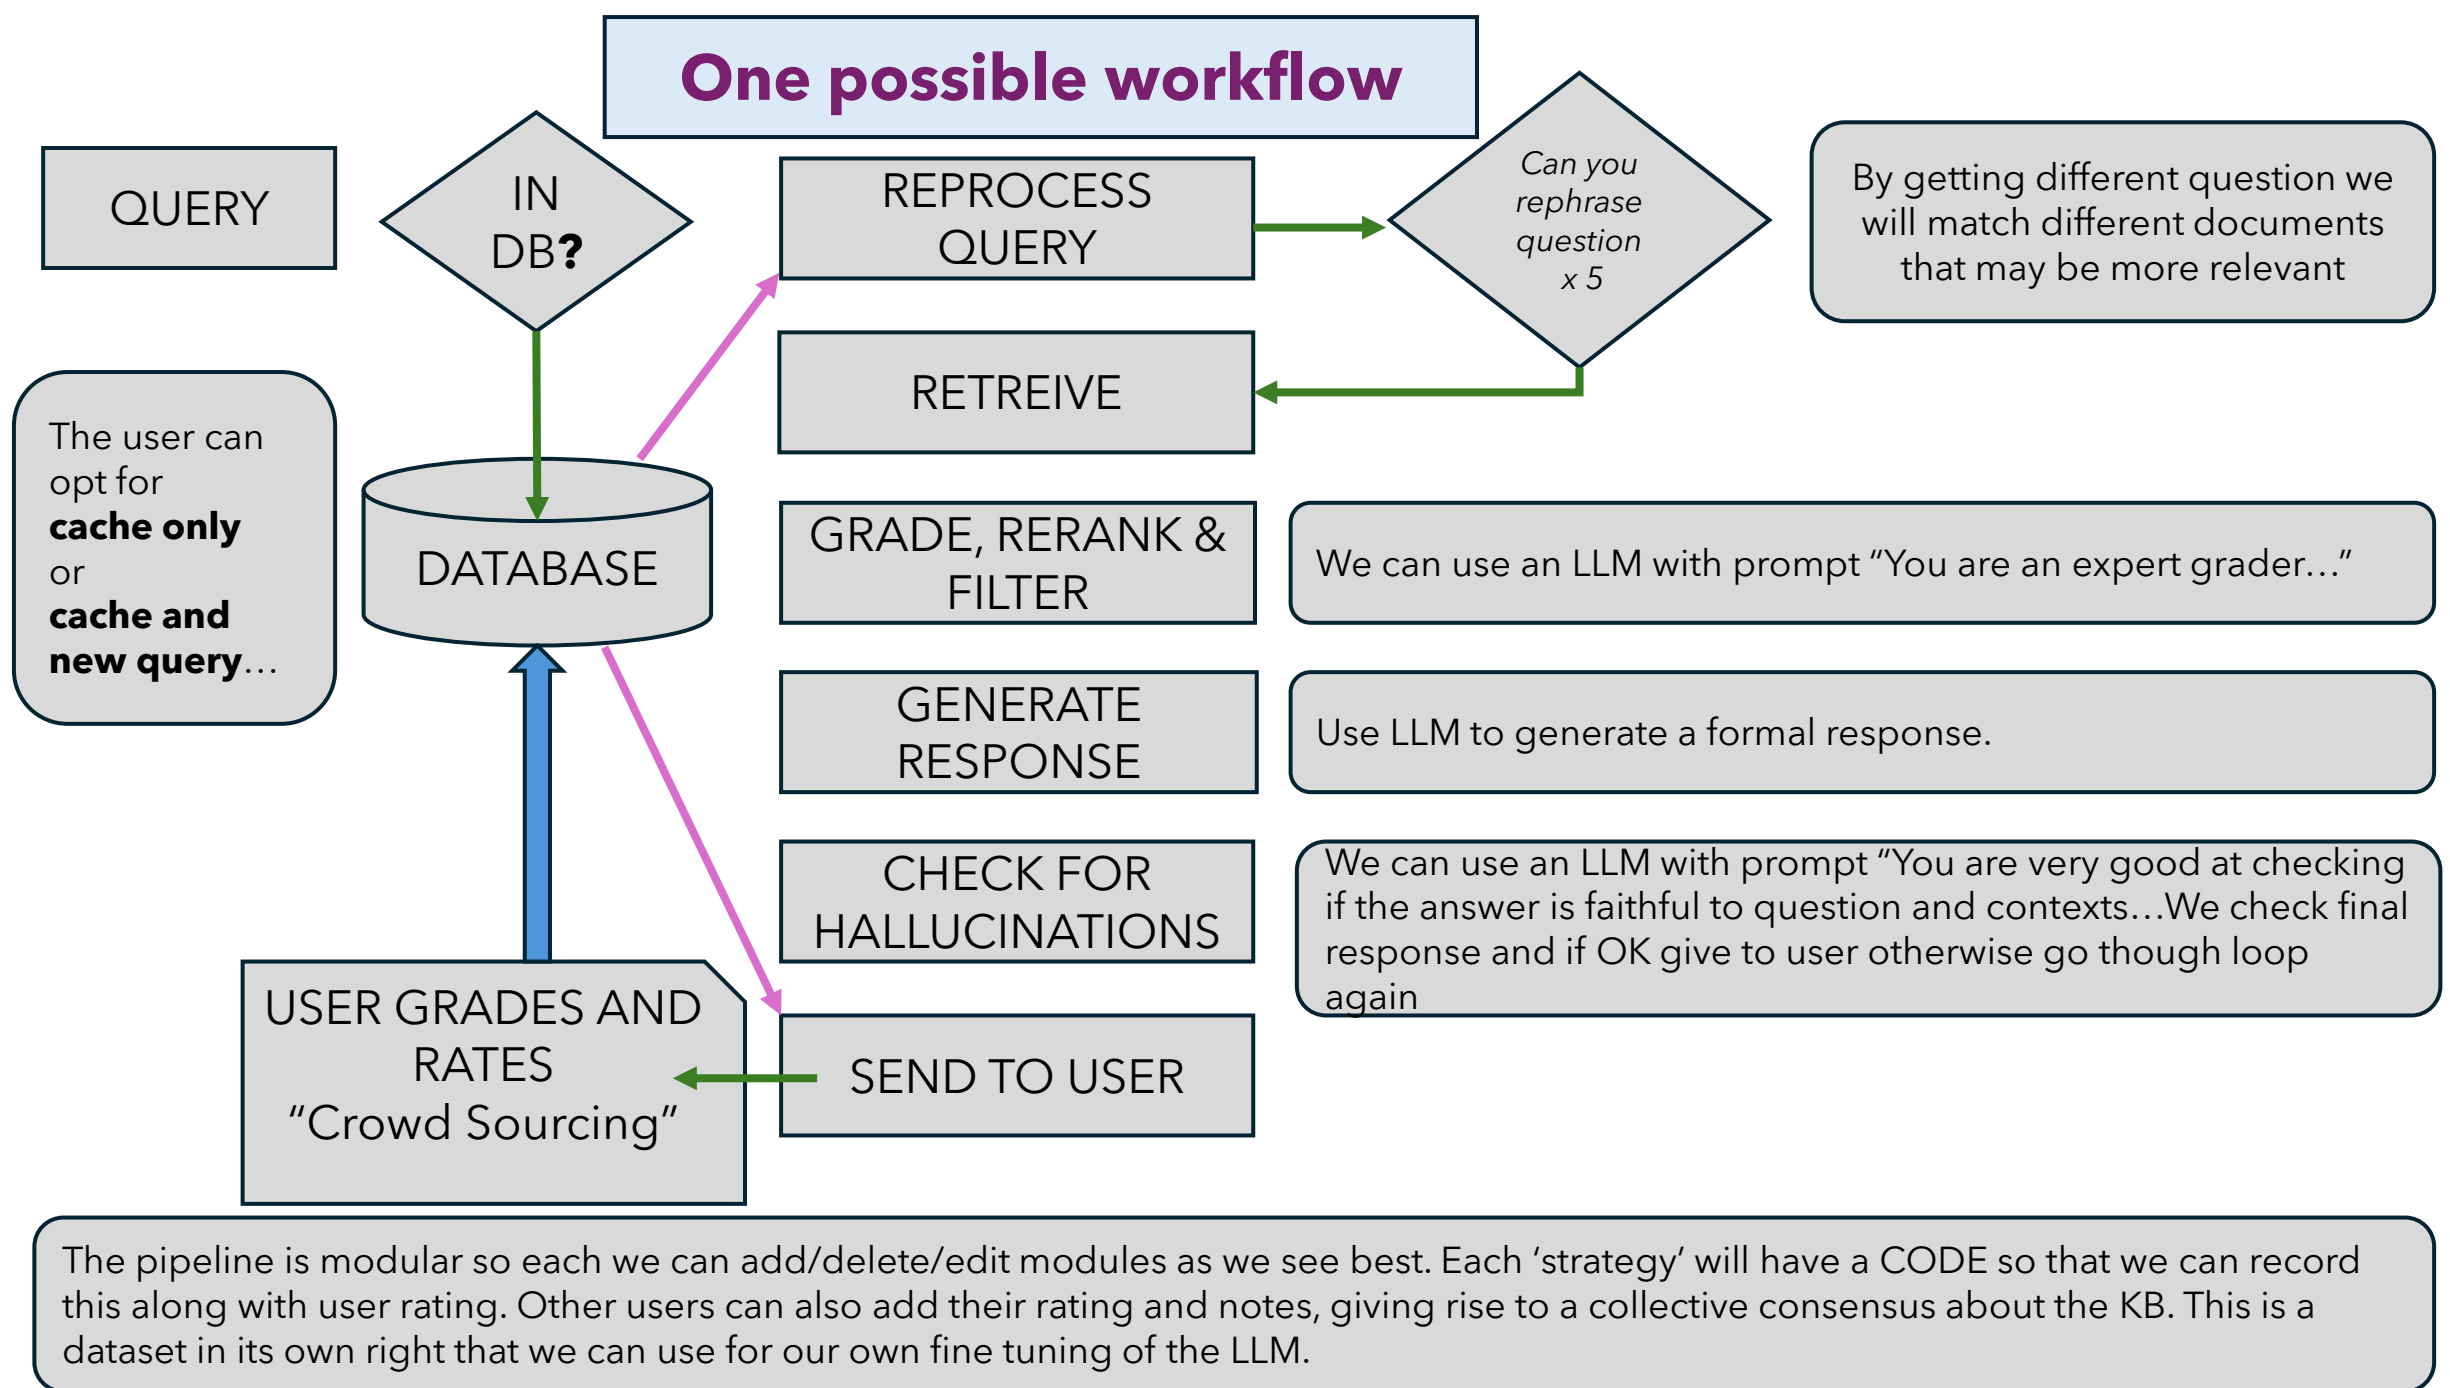 One possible workflow
QUERY
IN
DB?
REPROCESS
QUERY
Can you
rephrase
question
x 5
By getting different question we
will match different documents
that may be more relevant
RETREIVE
The user can
opt for
cache only
or
cache and
new query…
DATABASE
GRADE, RERANK &
FILTER
We can use an LLM with prompt “You are an expert grader…”
GENERATE
RESPONSE
Use LLM to generate a formal response.
CHECK FOR
HALLUCINATIONS
We can use an LLM with prompt “You are very good at checking
if the answer is faithful to question and contexts…We check final
response and if OK give to user otherwise go though loop
again
USER GRADES AND
RATES
“Crowd Sourcing”
SEND TO USER
The pipeline is modular so each we can add/delete/edit modules as we see best. Each ‘strategy’ will have a CODE so that we can record
this along with user rating. Other users can also add their rating and notes, giving rise to a collective consensus about the KB. This is a
dataset in its own right that we can use for our own fine tuning of the LLM.